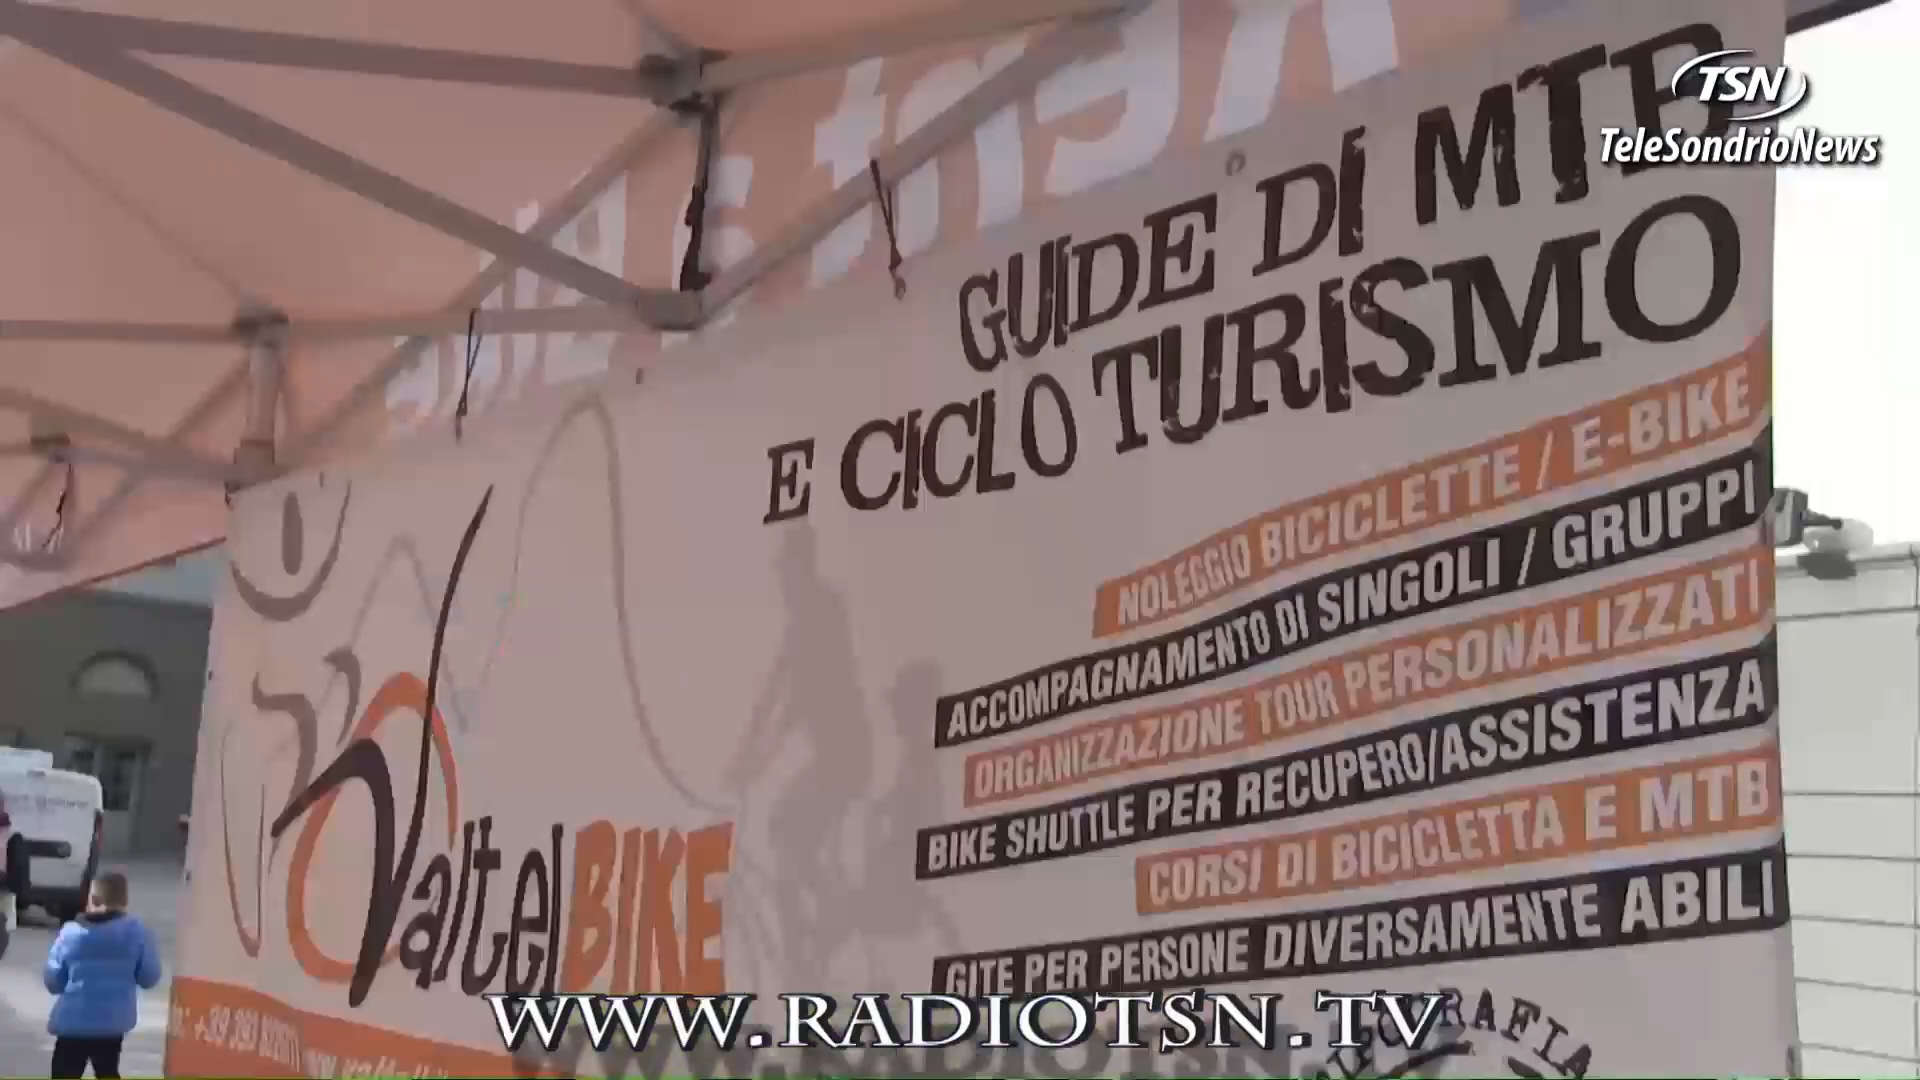 TSN
TeleSondrioNews
GUIDE DI MTB
E CICLO TURISMO
NOLEGGIO BICICLETTE / E-BIKE
ACCOMPAGNAMENTO DI SINGOLI / GRUPPI
ORGANIZZAZIONE TOUR PERSONALIZZATI
BIKE SHUTTLE PER RECUPERO/ASSISTENZA
CORSI DI BICICLETTA E MTB
GITE PER PERSONE DIVERSAMENTE ABILI
ValtelBIKE
WWW.RADIOTSN.TV